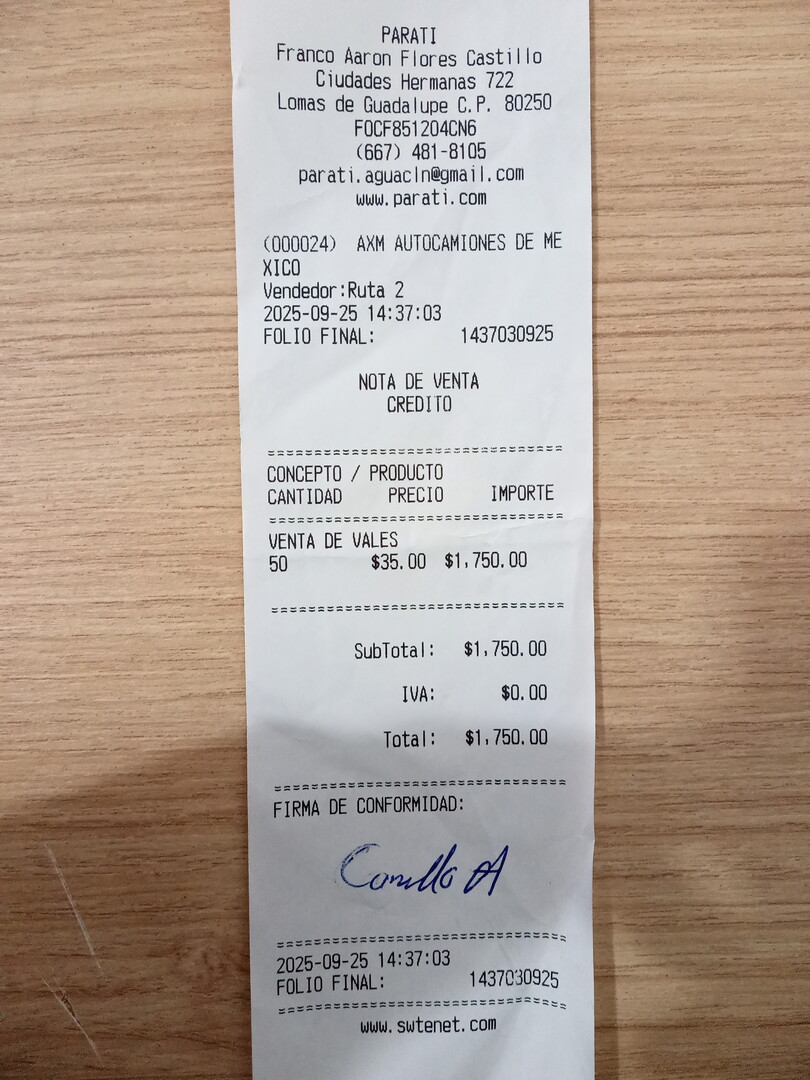 PARATI
Franco Aaron Flores Castillo
Ciudades Hermanas 722
Lomas de Guadalupe C.P. 80250
FOCF851204CN6
(667) 481-8105
parati.aguacln@gmail.com
www.parati.com
(000024) AXM AUTOCAMIONES DE ME
XICO
Vendedor:Ruta 2
2025-09-25 14:37:03
FOLIO FINAL: 1437030925
NOTA DE VENTA
CREDITO
==============================
CONCEPTO / PRODUCTO
CANTIDAD PRECIO IMPORTE
==============================
VENTA DE VALES
50 $35.00 $1,750.00
==============================
SubTotal: $1,750.00
IVA: $0.00
Total: $1,750.00
==============================
FIRMA DE CONFORMIDAD:
==============================
2025-09-25 14:37:03
FOLIO FINAL: 1437030925
==============================
www.swtenet.com